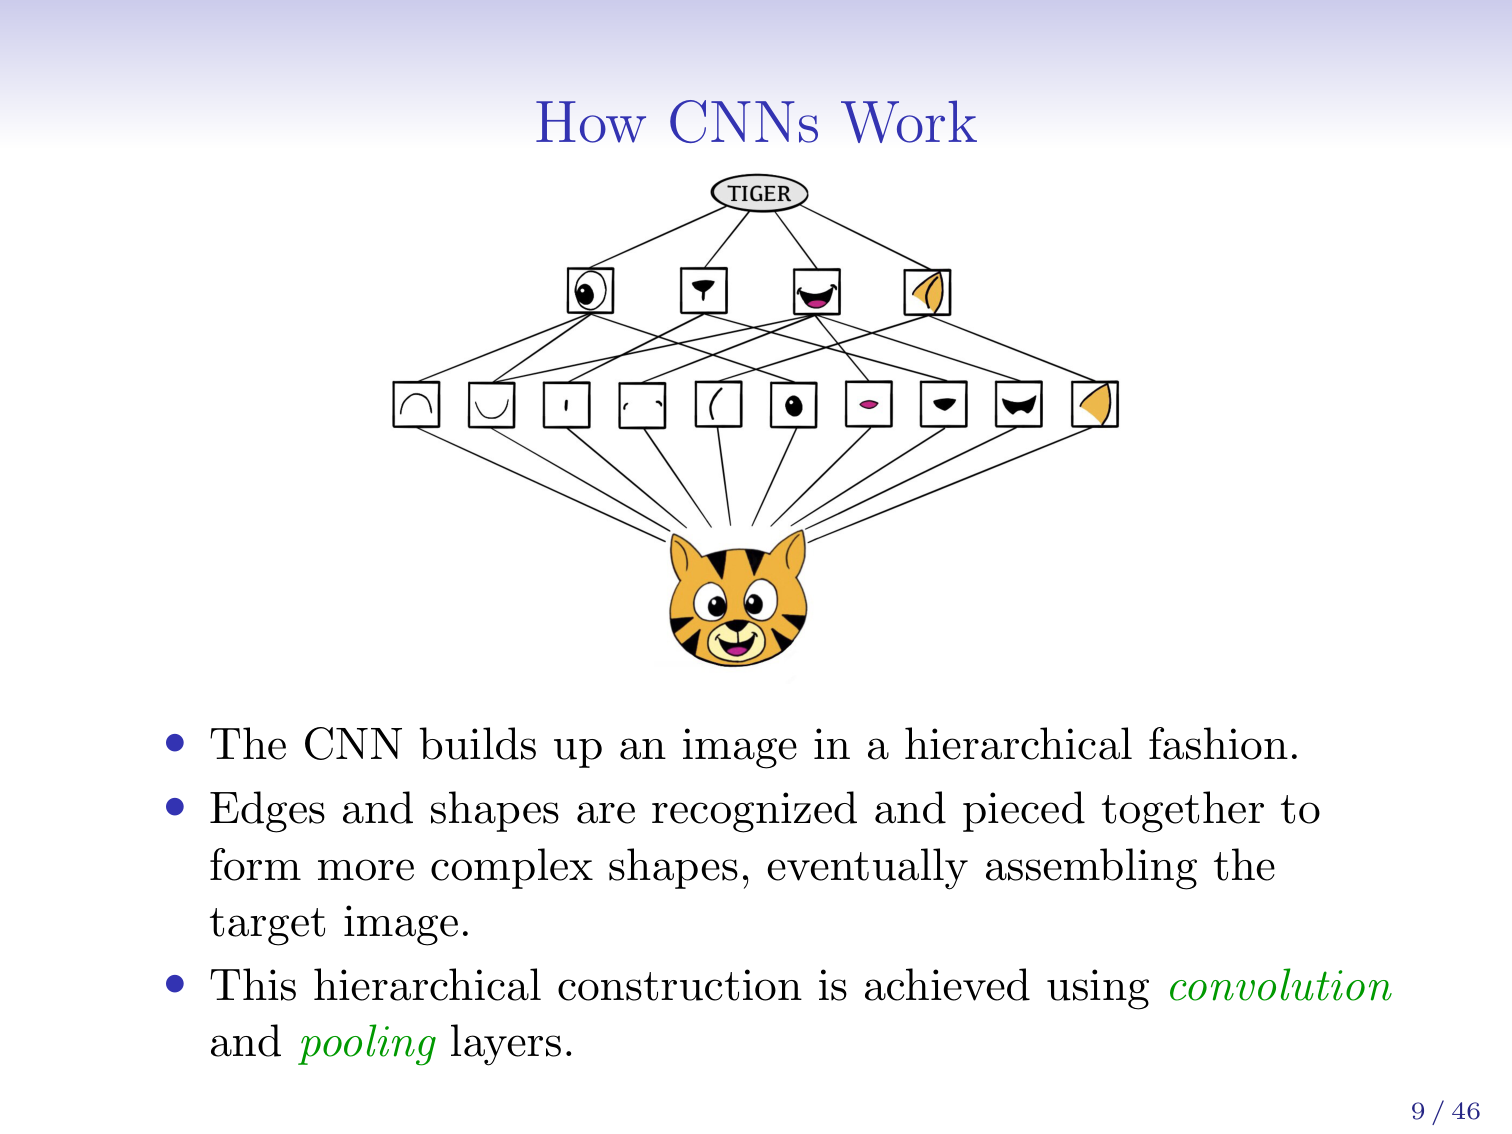 How CNNs Work
TIGER
• The CNN builds up an image in a hierarchical fashion.
• Edges and shapes are recognized and pieced together to
form more complex shapes, eventually assembling the
target image.
• This hierarchical construction is achieved using convolution
and pooling layers.
9 / 46